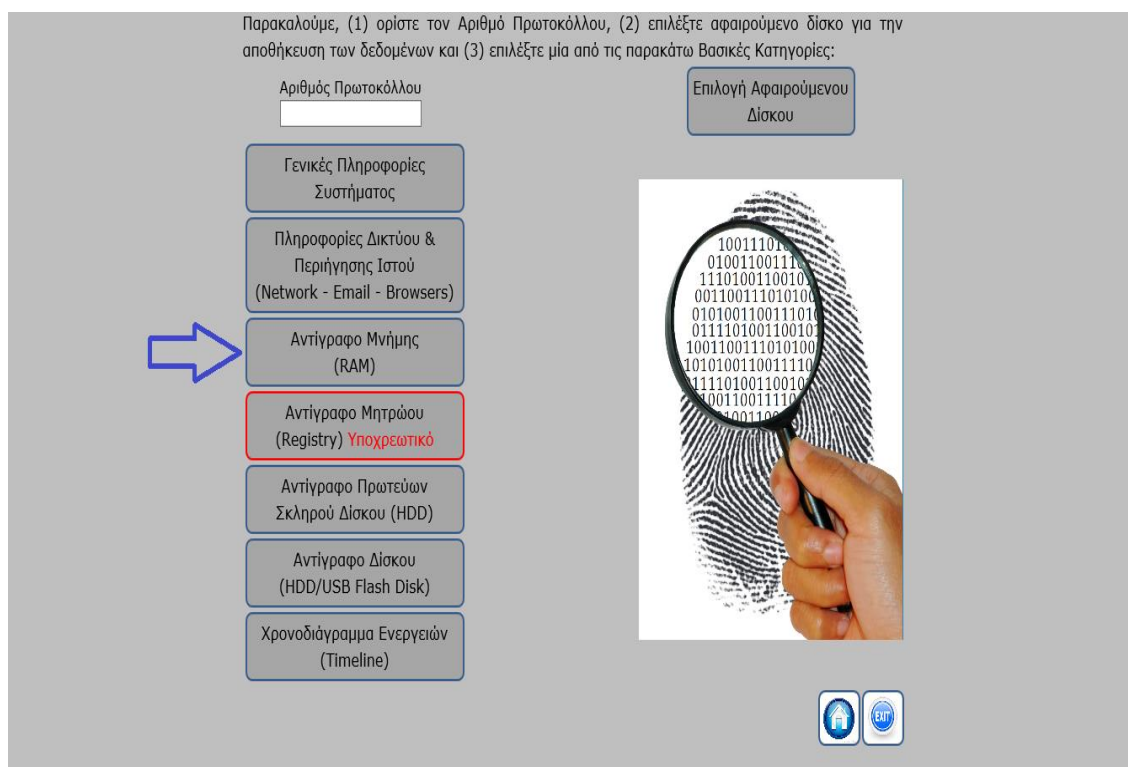 Παρακαλούμε, (1) ορίστε τον Αριθμό Πρωτοκόλλου, (2) επιλέξτε αφαιρούμενο δίσκο για την
αποθήκευση των δεδομένων και (3) επιλέξτε μία από τις παρακάτω Βασικές Κατηγορίες:
Αριθμός Πρωτοκόλλου
Επιλογή Αφαιρούμενου
Δίσκου
Γενικές Πληροφορίες
Συστήματος
Πληροφορίες Δικτύου &
Περιήγησης Ιστού
(Network - Email - Browsers)
Αντίγραφο Μνήμης
(RAM)
Αντίγραφο Μητρώου
(Registry) Υποχρεωτικό
Αντίγραφο Πρωτεύων
Σκληρού Δίσκου (HDD)
Αντίγραφο Δίσκου
(HDD/USB Flash Disk)
Χρονοδιάγραμμα Ενεργειών
(Timeline)
00110011101010
EXIT